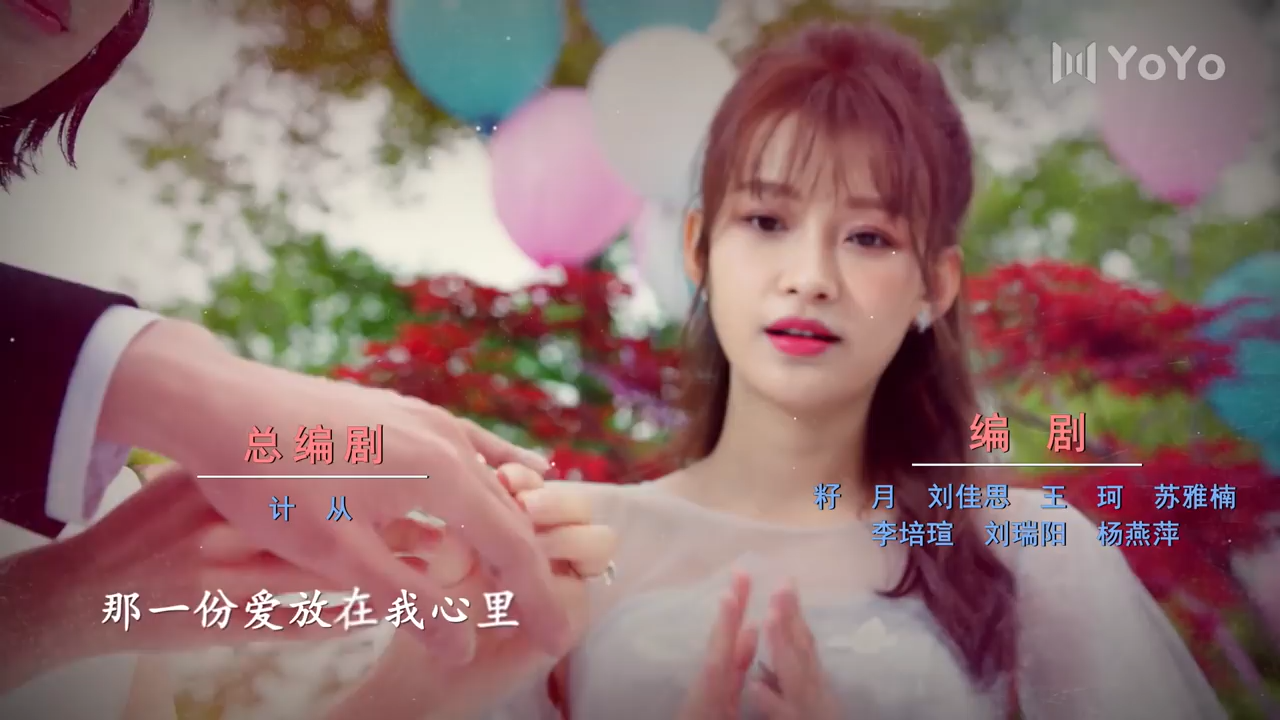 YoYo
总编剧
计 从
编 剧
籽 月 刘佳思 王 珂 苏雅楠
李培瑄 刘瑞阳 杨燕萍
那一份爱放在我心里